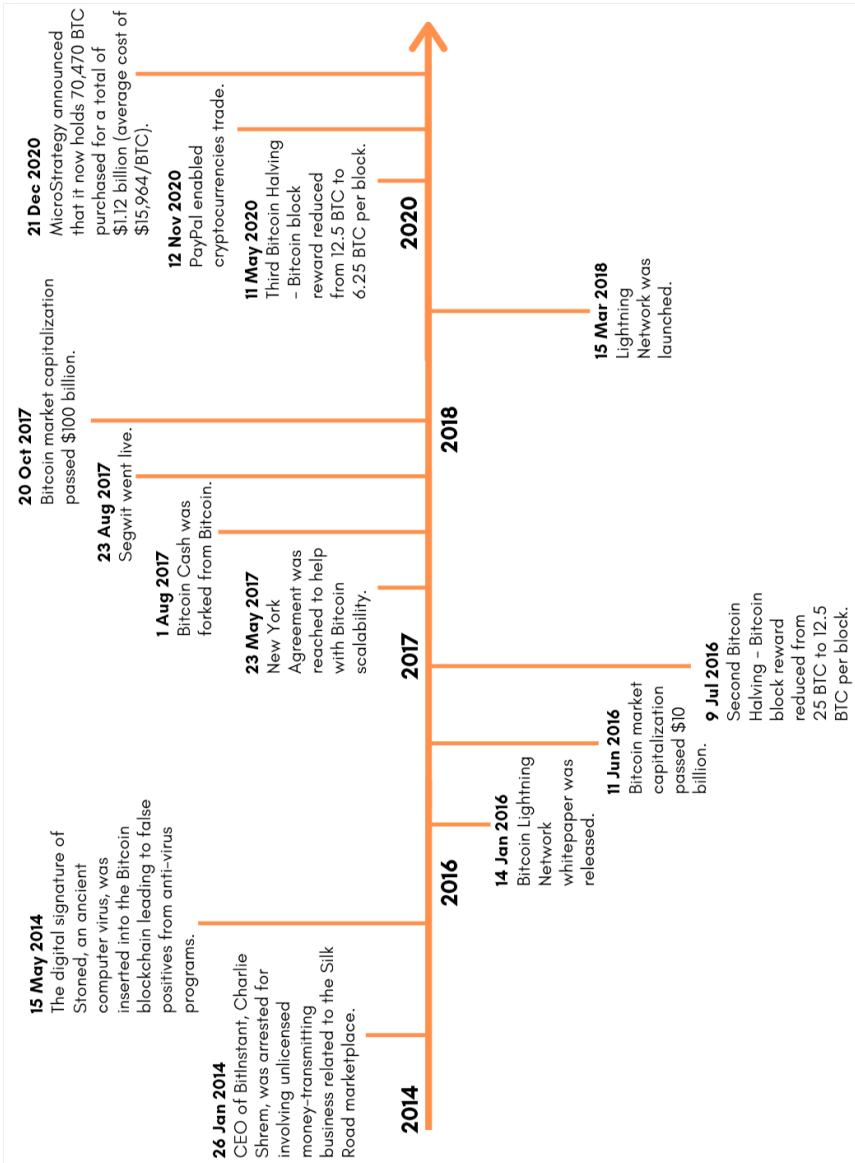 2014
26 Jan 2014
CEO of BitInstant, Charlie
Shrem, was arrested for
involving unlicensed
money-transmitting
business related to the Silk
Road marketplace.
15 May 2014
The digital signature of
Stoned, an ancient
computer virus, was
inserted into the Bitcoin
blockchain leading to false
positives from anti-virus
programs.
2016
14 Jan 2016
Bitcoin Lightning
Network
whitepaper was
released.
11 Jun 2016
Bitcoin market
capitalization
passed $10
billion.
9 Jul 2016
Second Bitcoin
Halving - Bitcoin
block reward
reduced from
25 BTC to 12.5
BTC per block.
2017
23 May 2017
New York
Agreement was
reached to help
with Bitcoin
scalability.
1 Aug 2017
Bitcoin Cash was
forked from Bitcoin.
23 Aug 2017
Segwit went live.
20 Oct 2017
Bitcoin market capitalization
passed $100 billion.
2018
15 Mar 2018
Lightning
Network was
launched.
2020
11 May 2020
Third Bitcoin Halving
- Bitcoin block
reward reduced
from 12.5 BTC to
6.25 BTC per block.
12 Nov 2020
PayPal enabled
cryptocurrencies trade.
21 Dec 2020
MicroStrategy announced
that it now holds 70,470 BTC
purchased for a total of
$1.12 billion (average cost of
$15,964/BTC).